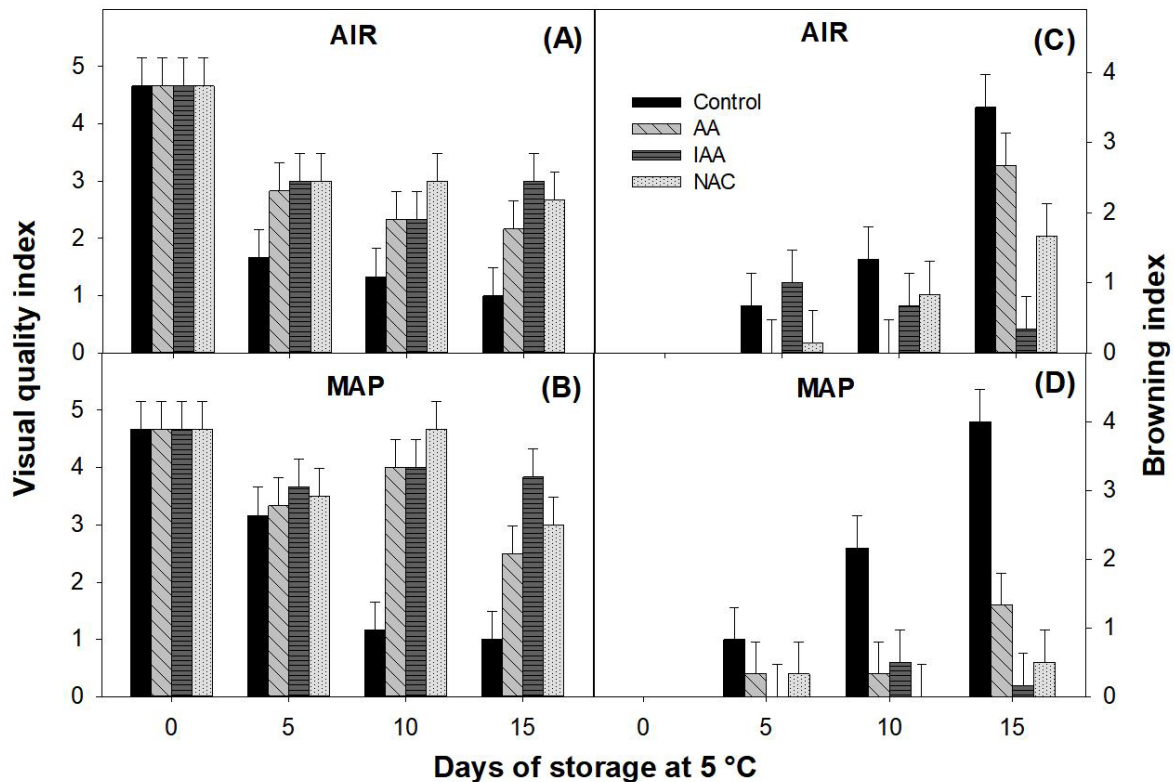 AIR
(A)
AIR
(C)
Control
AA
IAA
NAC
5
4
3
2
1
0
4
3
2
1
0
Visual quality index
Browning index
MAP
(B)
MAP
(D)
5
4
3
2
1
0
4
3
2
1
0
0 5 10 15 0 5 10 15
Days of storage at 5 °C